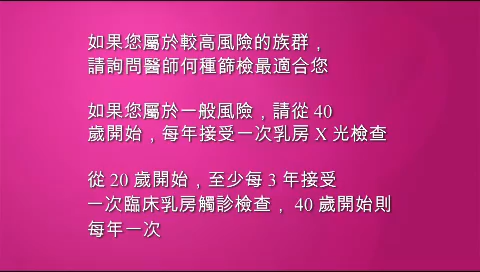 如果您屬於較高風險的族群，
請詢問醫師何種篩檢最適合您
如果您屬於一般風險，請從 40
歲開始，每年接受一次乳房 X 光檢查
從 20 歲開始，至少每 3 年接受
一次臨床乳房觸診檢查， 40 歲開始則
每年一次